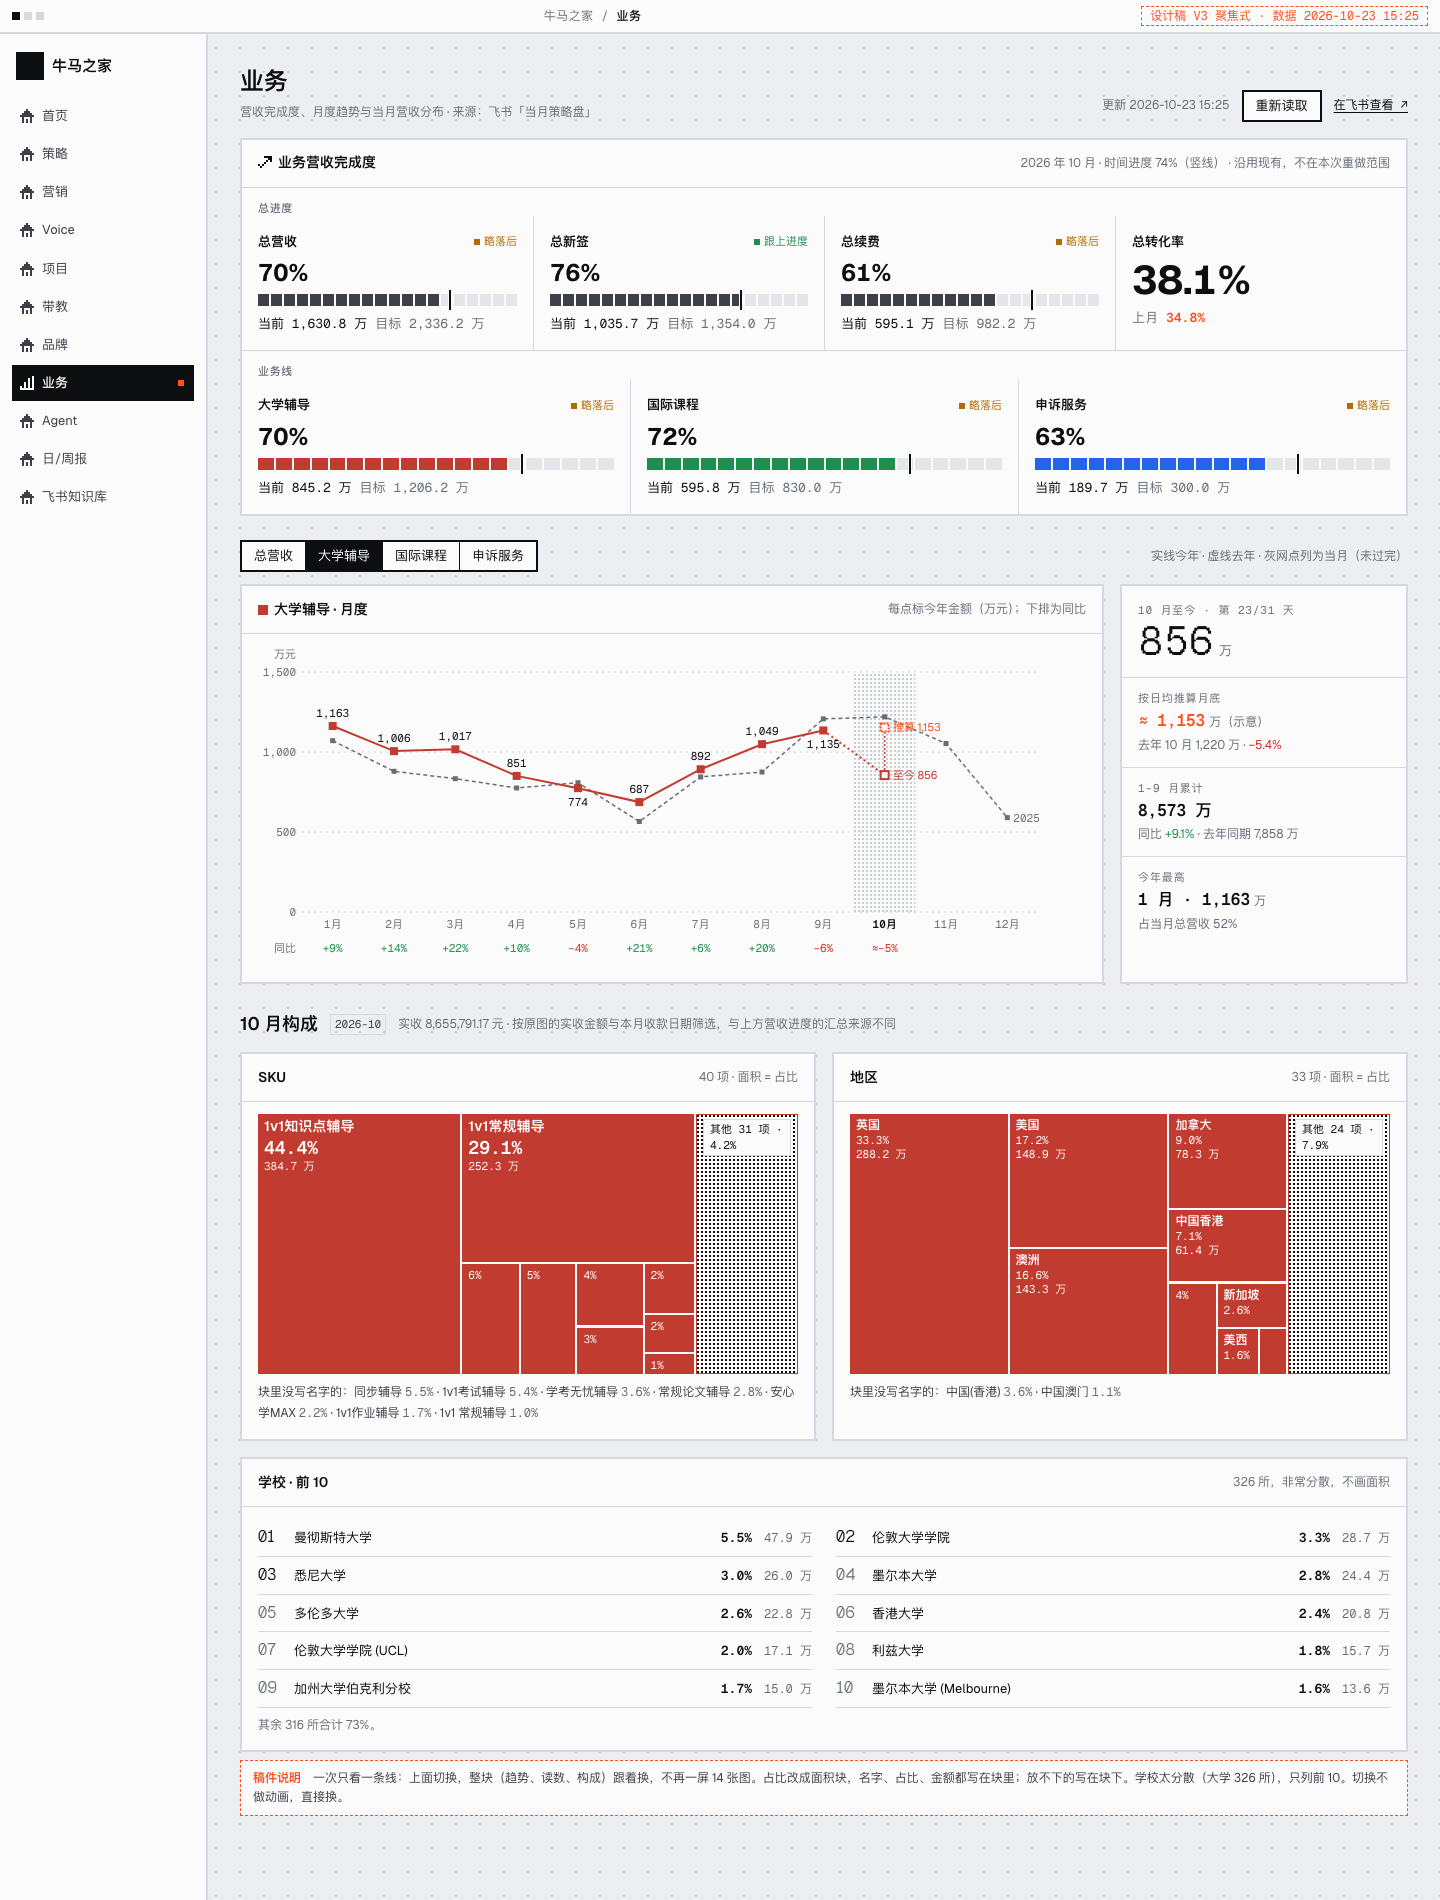 牛马之家 / 业务
设计稿 V3 聚焦式 · 数据 2026-10-23 15:25
牛马之家
首页
策略
营销
Voice
项目
带教
品牌
业务
Agent
日/周报
飞书知识库
业务
营收完成度、月度趋势与当月营收分布 · 来源：飞书「当月策略盘」
更新 2026-10-23 15:25
重新读取
在飞书查看 ↗
业务营收完成度
2026 年 10 月 · 时间进度 74%（竖线） · 沿用现有，不在本次重做范围
总进度
总营收 略落后
70%
当前 1,630.8 万 目标 2,336.2 万
总新签 跟上进度
76%
当前 1,035.7 万 目标 1,354.0 万
总续费 略落后
61%
当前 595.1 万 目标 982.2 万
总转化率
38.1%
上月 34.8%
业务线
大学辅导 略落后
70%
当前 845.2 万 目标 1,206.2 万
国际课程 略落后
72%
当前 595.8 万 目标 830.0 万
申诉服务 略落后
63%
当前 189.7 万 目标 300.0 万
总营收 大学辅导 国际课程 申诉服务
实线今年 · 虚线去年 · 灰网点列为当月（未过完）
大学辅导 · 月度
每点标今年金额（万元）；下排为同比
万元
1,500
1,000
500
0
1,163
1,006
1,017
851
774
687
892
1,049
1,135
推算 1,153
至今 856
2025
1月 2月 3月 4月 5月 6月 7月 8月 9月 10月 11月 12月
同比 +9% +14% +22% +10% −4% +21% +6% +20% −6% ≈−5%
10 月至今 · 第 23/31 天
856 万
按日均推算月底
≈ 1,153 万（示意）
去年 10 月 1,220 万 · −5.4%
1-9 月累计
8,573 万
同比 +9.1% · 去年同期 7,858 万
今年最高
1 月 · 1,163 万
占当月总营收 52%
10 月构成 2026-10 实收 8,655,791.17 元 · 按原图的实收金额与本月收款日期筛选，与上方营收进度的汇总来源不同
SKU
40 项 · 面积 = 占比
1v1知识点辅导
44.4%
384.7 万
1v1常规辅导
29.1%
252.3 万
6%
5%
4%
3%
2%
2%
1%
其他 31 项 ·
4.2%
块里没写名字的：同步辅导 5.5% · 1v1考试辅导 5.4% · 学考无忧辅导 3.6% · 常规论文辅导 2.8% · 安心
学MAX 2.2% · 1v1作业辅导 1.7% · 1v1 常规辅导 1.0%
地区
33 项 · 面积 = 占比
英国
33.3%
288.2 万
美国
17.2%
148.9 万
澳洲
16.6%
143.3 万
加拿大
9.0%
78.3 万
中国香港
7.1%
61.4 万
4%
新加坡
2.6%
美西
1.6%
其他 24 项 ·
7.9%
块里没写名字的：中国(香港) 3.6% · 中国澳门 1.1%
学校 · 前 10
326 所，非常分散，不画面积
01 曼彻斯特大学 5.5% 47.9 万
02 伦敦大学学院 3.3% 28.7 万
03 悉尼大学 3.0% 26.0 万
04 墨尔本大学 2.8% 24.4 万
05 多伦多大学 2.6% 22.8 万
06 香港大学 2.4% 20.8 万
07 伦敦大学学院 (UCL) 2.0% 17.1 万
08 利兹大学 1.8% 15.7 万
09 加州大学伯克利分校 1.7% 15.0 万
10 墨尔本大学 (Melbourne) 1.6% 13.6 万
其余 316 所合计 73%。
稿件说明 一次只看一条线：上面切换，整块（趋势、读数、构成）跟着换，不再一屏 14 张图。占比改成面积块，名字、占比、金额都写在块里；放不下的写在块下。学校太分散（大学 326 所），只列前 10。切换不
做动画，直接换。